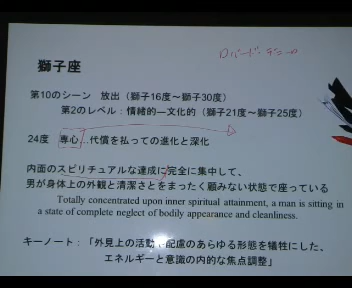 ロバート・デニーロ
獅子座
第10のシーン 放出（獅子16度～獅子30度）
第2のレベル：情緒的―文化的（獅子21度～獅子25度）
24度 専心…代償を払っての進化と深化
内面のスピリチュアルな達成に完全に集中して、
男が身体上の外観と清潔さとをまったく顧みない状態で座っている
Totally concentrated upon inner spiritual attainment, a man is sitting in
a state of complete neglect of bodily appearance and cleanliness.
キーノート：「外見上の活動や配慮のあらゆる形態を犠牲にした、
エネルギーと意識の内的な焦点調整」